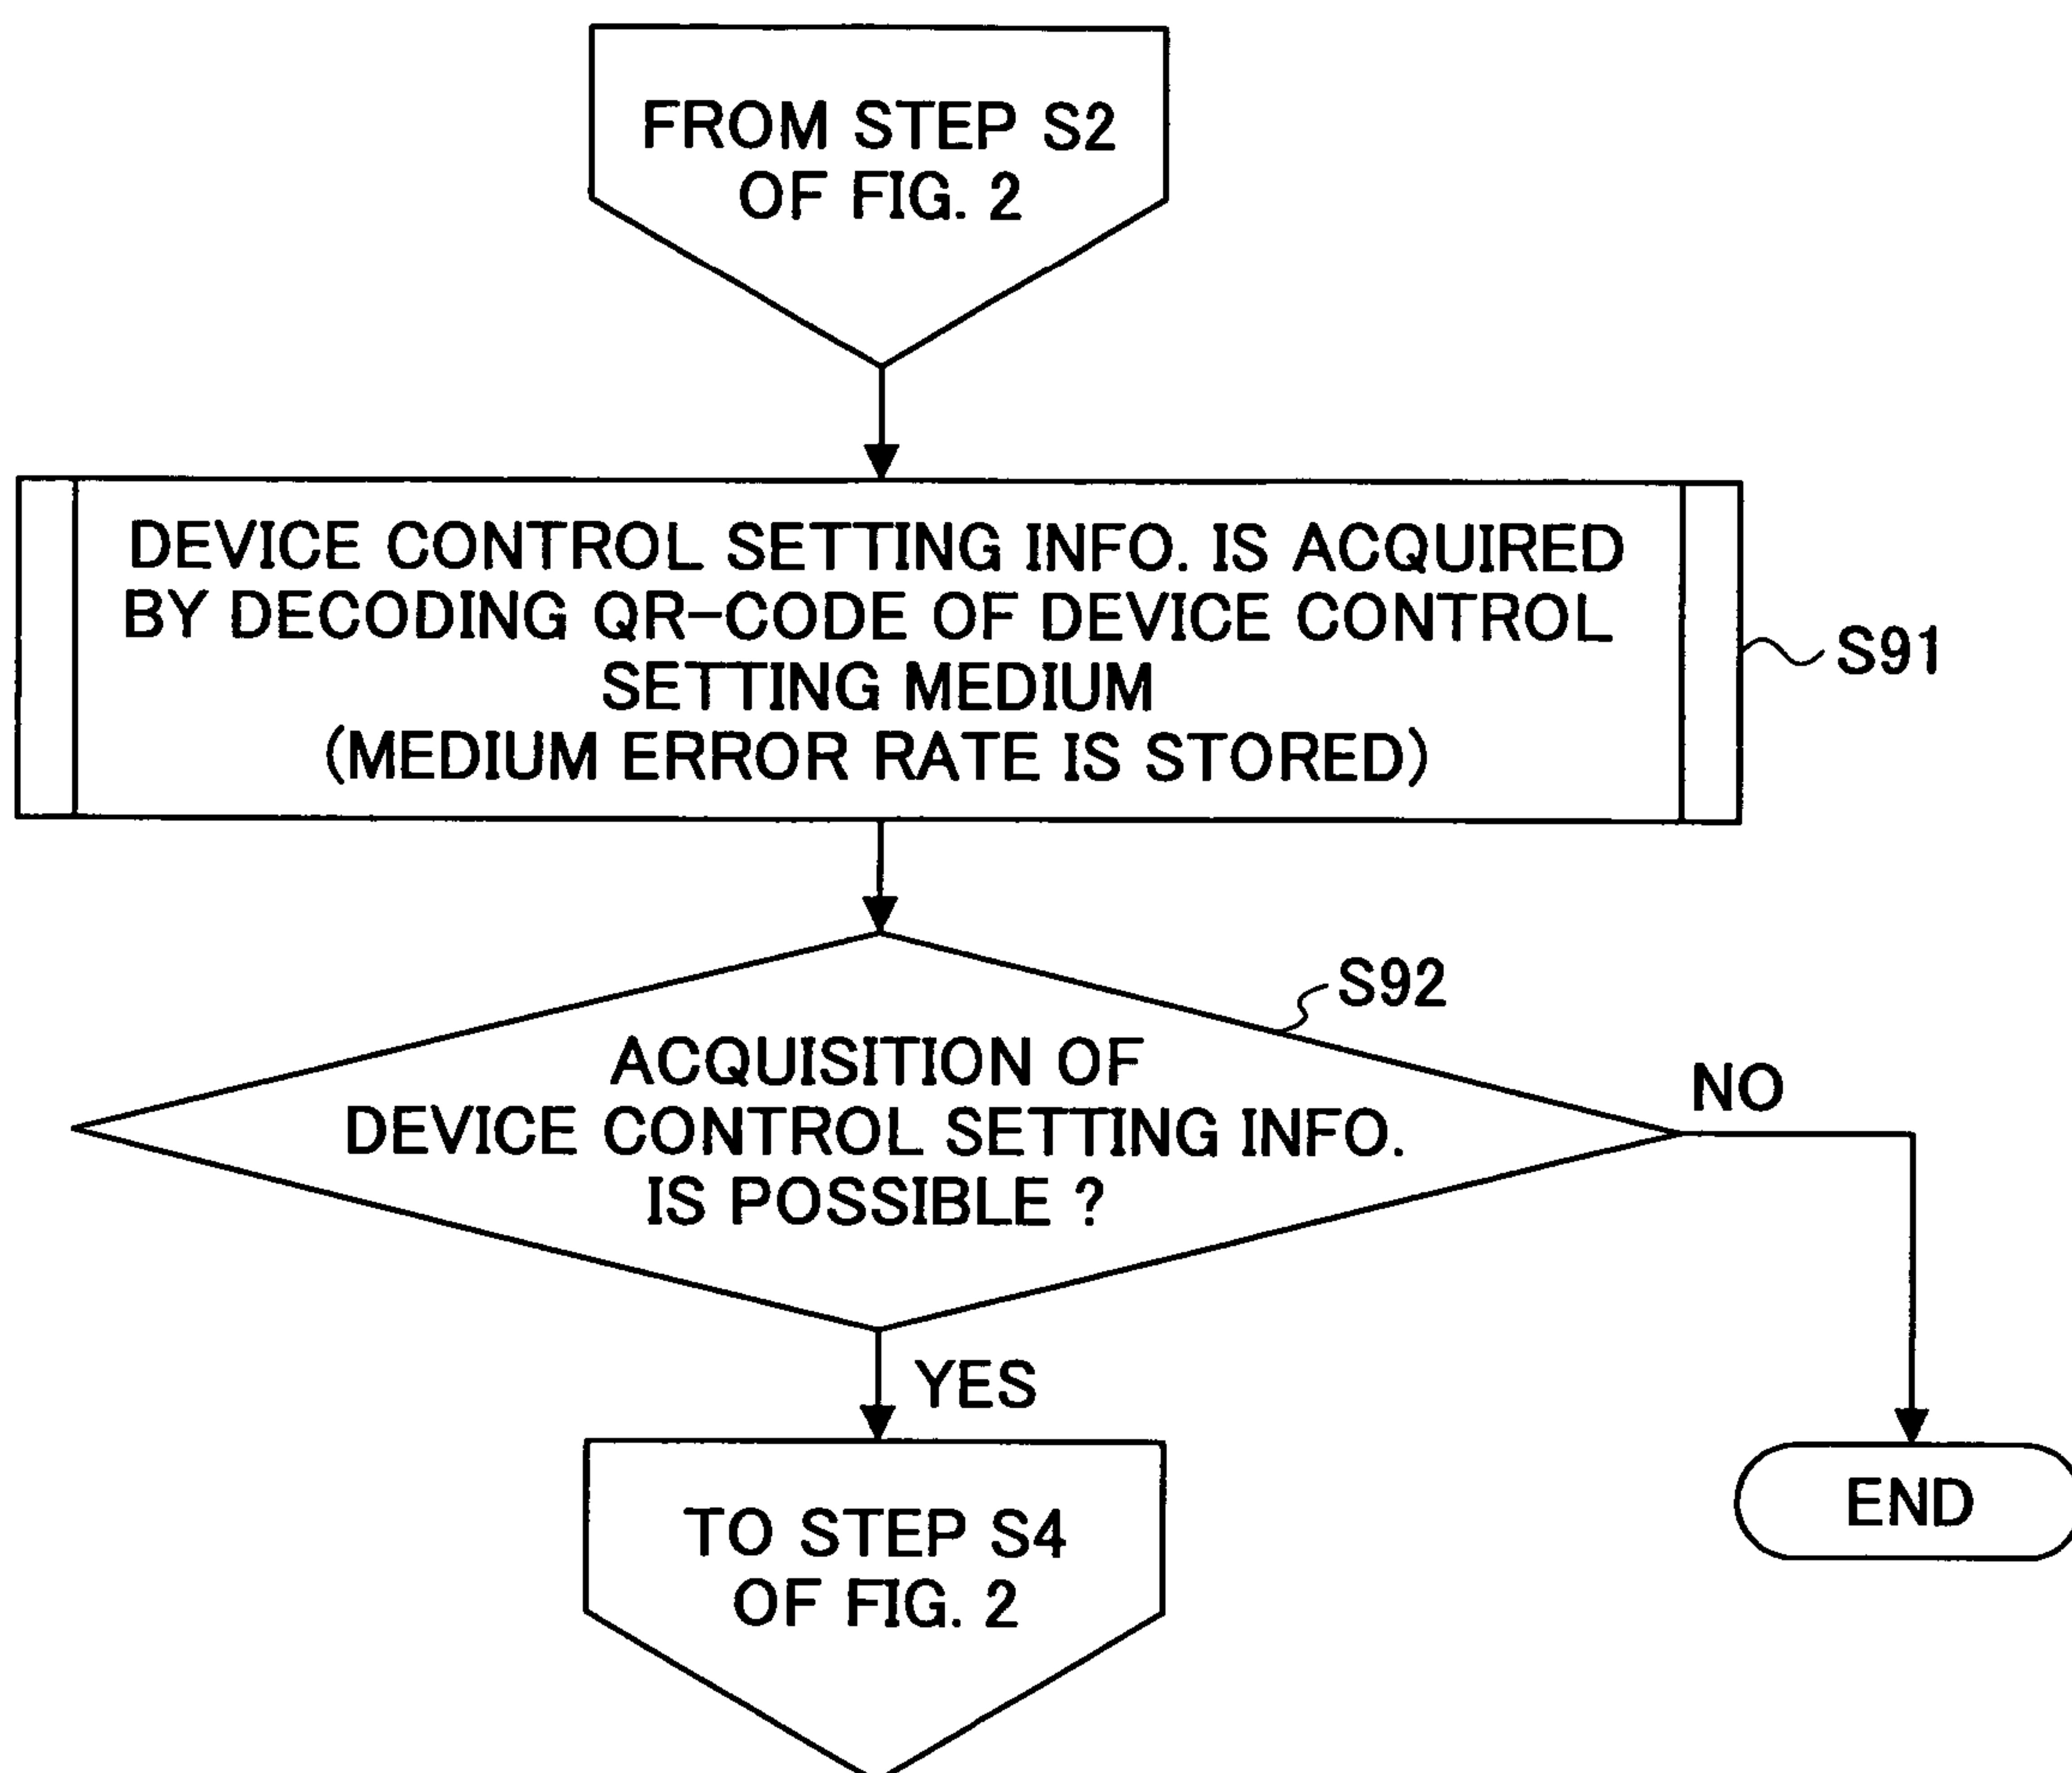 FROM STEP S2
OF FIG. 2
DEVICE CONTROL SETTING INFO. IS ACQUIRED
BY DECODING QR-CODE OF DEVICE CONTROL
SETTING MEDIUM
(MEDIUM ERROR RATE IS STORED)
S91
S92
ACQUISITION OF
DEVICE CONTROL SETTING INFO.
IS POSSIBLE ?
NO
YES
TO STEP S4
OF FIG. 2
END